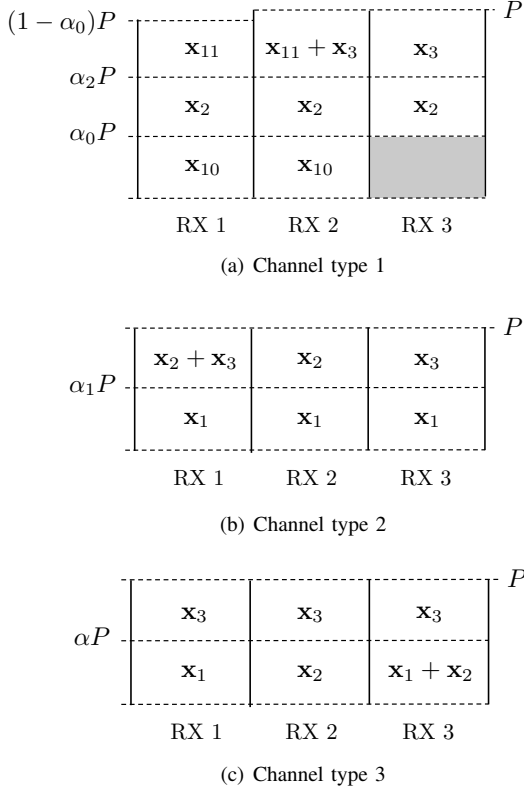 (1 − α₀)P P
x₁₁ x₁₁ + x₃ x₃
α₂P
x₂ x₂ x₂
α₀P
x₁₀ x₁₀
RX 1 RX 2 RX 3
(a) Channel type 1
P
x₂ + x₃ x₂ x₃
α₁P
x₁ x₁ x₁
RX 1 RX 2 RX 3
(b) Channel type 2
P
x₃ x₃ x₃
αP
x₁ x₂ x₁ + x₂
RX 1 RX 2 RX 3
(c) Channel type 3